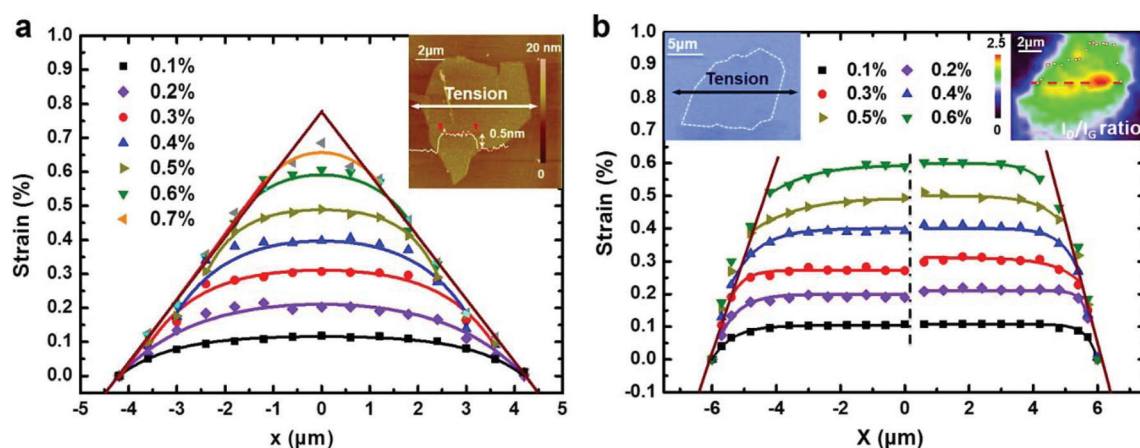 a
1.0
0.9
0.8
0.7
0.6
0.5
0.4
0.3
0.2
0.1
0.0
Strain (%)
0.1%
0.2%
0.3%
0.4%
0.5%
0.6%
0.7%
2μm
20 nm
Tension
0.5nm
0
-5 -4 -3 -2 -1 0 1 2 3 4 5
x (μm)
b
1.0
0.9
0.8
0.7
0.6
0.5
0.4
0.3
0.2
0.1
0.0
-0.1
Strain (%)
5μm
Tension
0.1% 0.2%
0.3% 0.4%
0.5% 0.6%
2.5
2μm
0
I_D/I_G ratio
-6 -4 -2 0 2 4 6
X (μm)